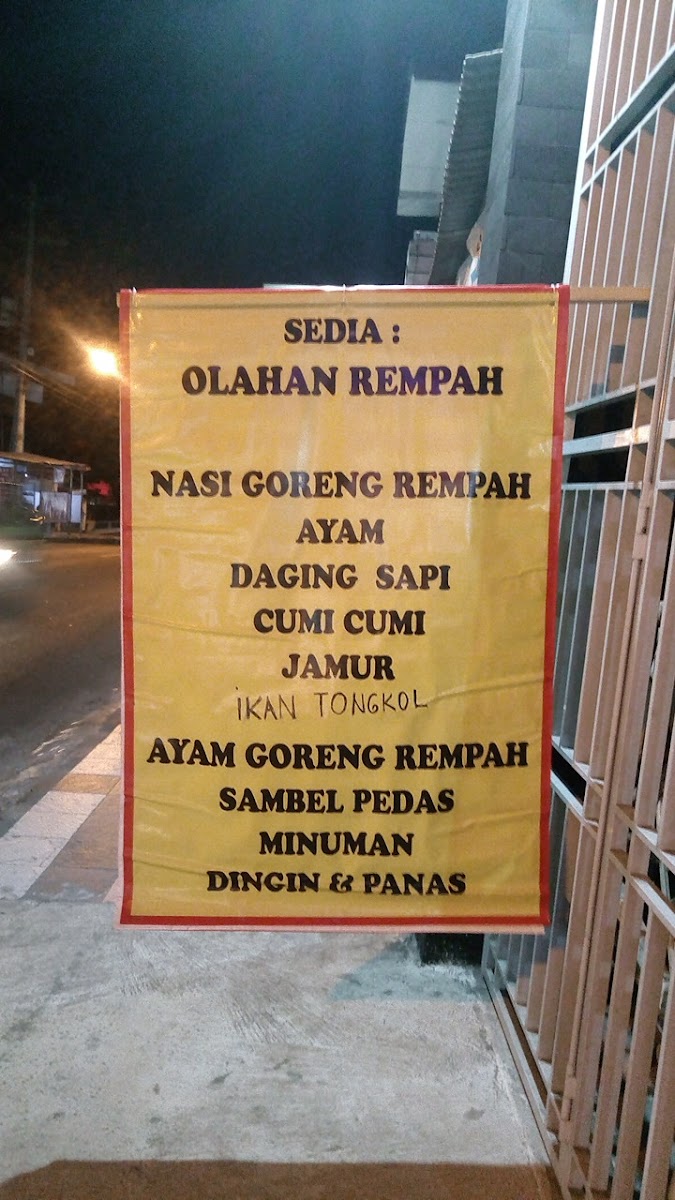 SEDIA :
OLAHAN REMPAH
NASI GORENG REMPAH
AYAM
DAGING SAPI
CUMI CUMI
JAMUR
IKAN TONGKOL
AYAM GORENG REMPAH
SAMBEL PEDAS
MINUMAN
DINGIN & PANAS